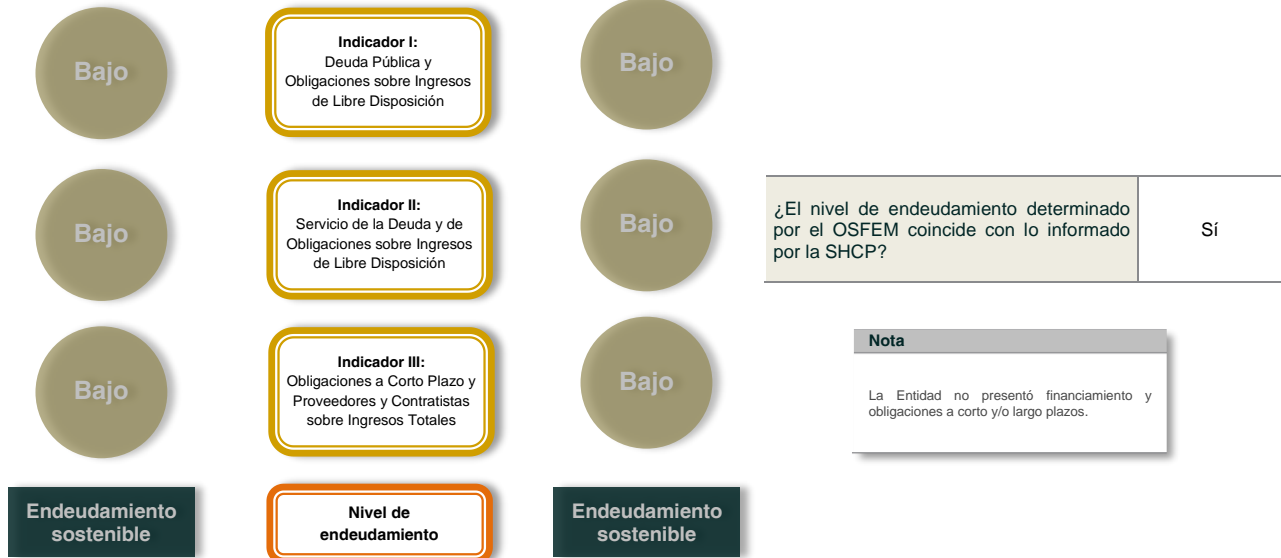 Bajo
Indicador I:
Deuda Pública y
Obligaciones sobre Ingresos
de Libre Disposición
Bajo
Bajo
Indicador II:
Servicio de la Deuda y de
Obligaciones sobre Ingresos
de Libre Disposición
Bajo
¿El nivel de endeudamiento determinado
por el OSFEM coincide con lo informado
por la SHCP?
Sí
Bajo
Indicador III:
Obligaciones a Corto Plazo y
Proveedores y Contratistas
sobre Ingresos Totales
Bajo
Nota
La Entidad no presentó financiamiento y
obligaciones a corto y/o largo plazos.
Endeudamiento
sostenible
Nivel de
endeudamiento
Endeudamiento
sostenible